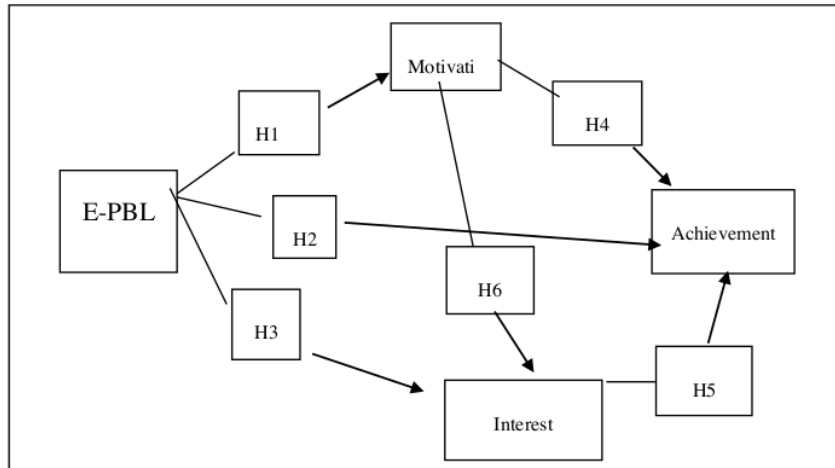 Motivati
H1
H4
E-PBL
H2
Achievement
H6
H3
H5
Interest